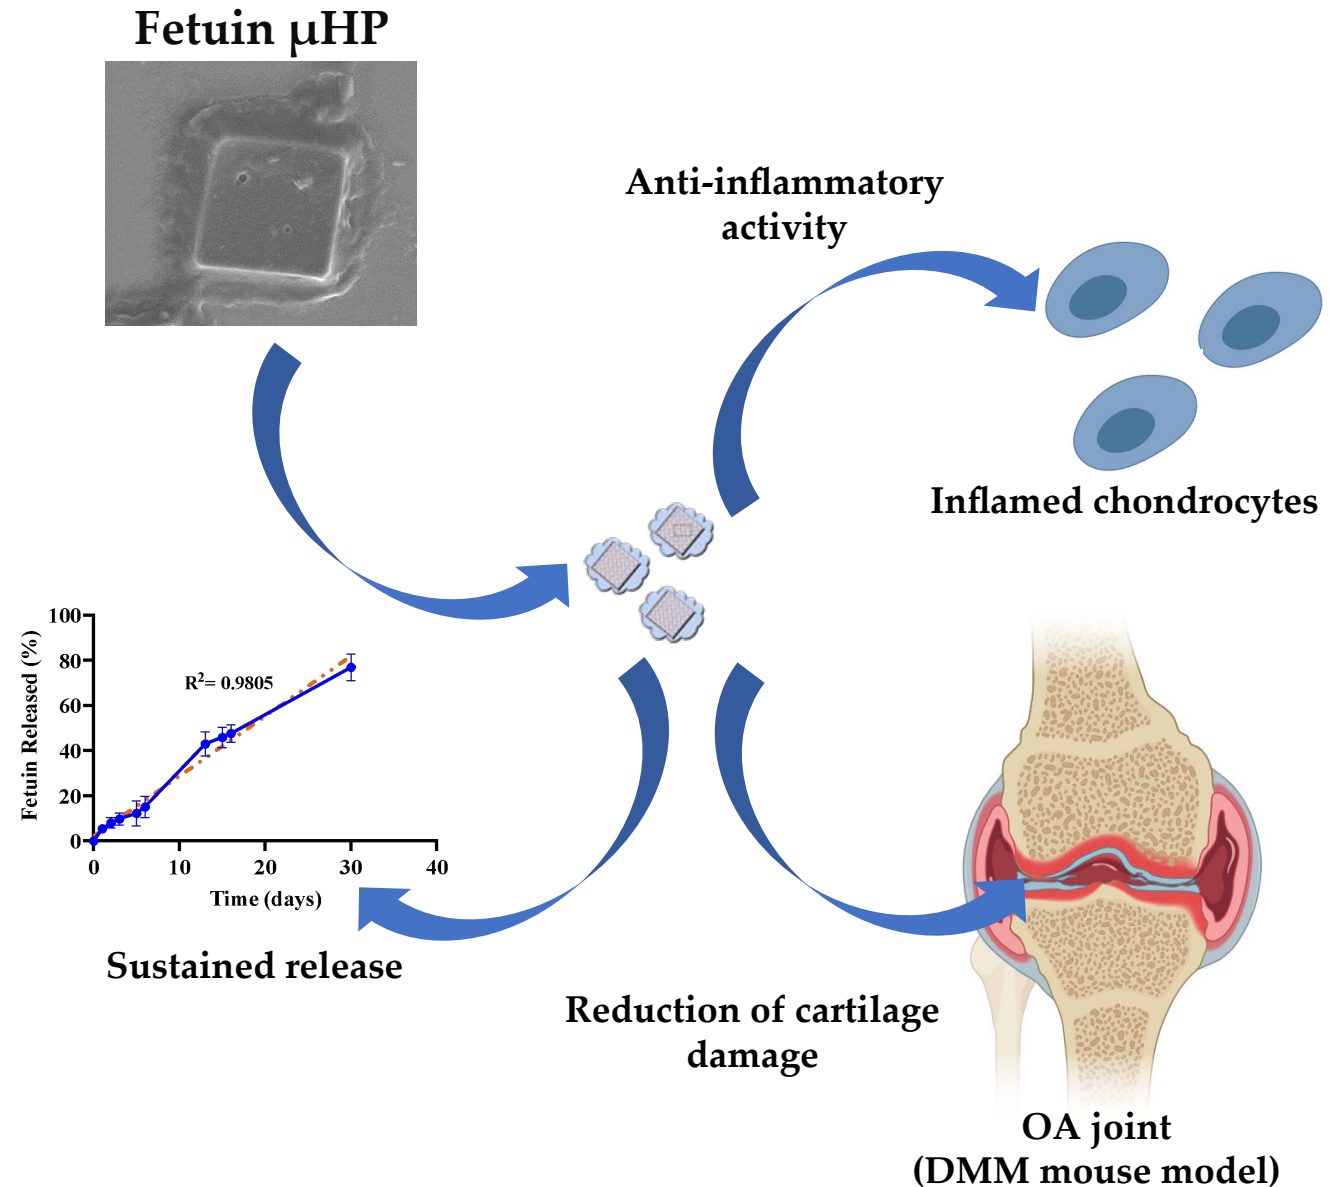 Fetuin µHP
Anti-inflammatory
activity
Inflamed chondrocytes
100
80
60
40
20
0
Fetuin Released (%)
R²= 0.9805
0 10 20 30 40
Time (days)
Sustained release
Reduction of cartilage
damage
OA joint
(DMM mouse model)